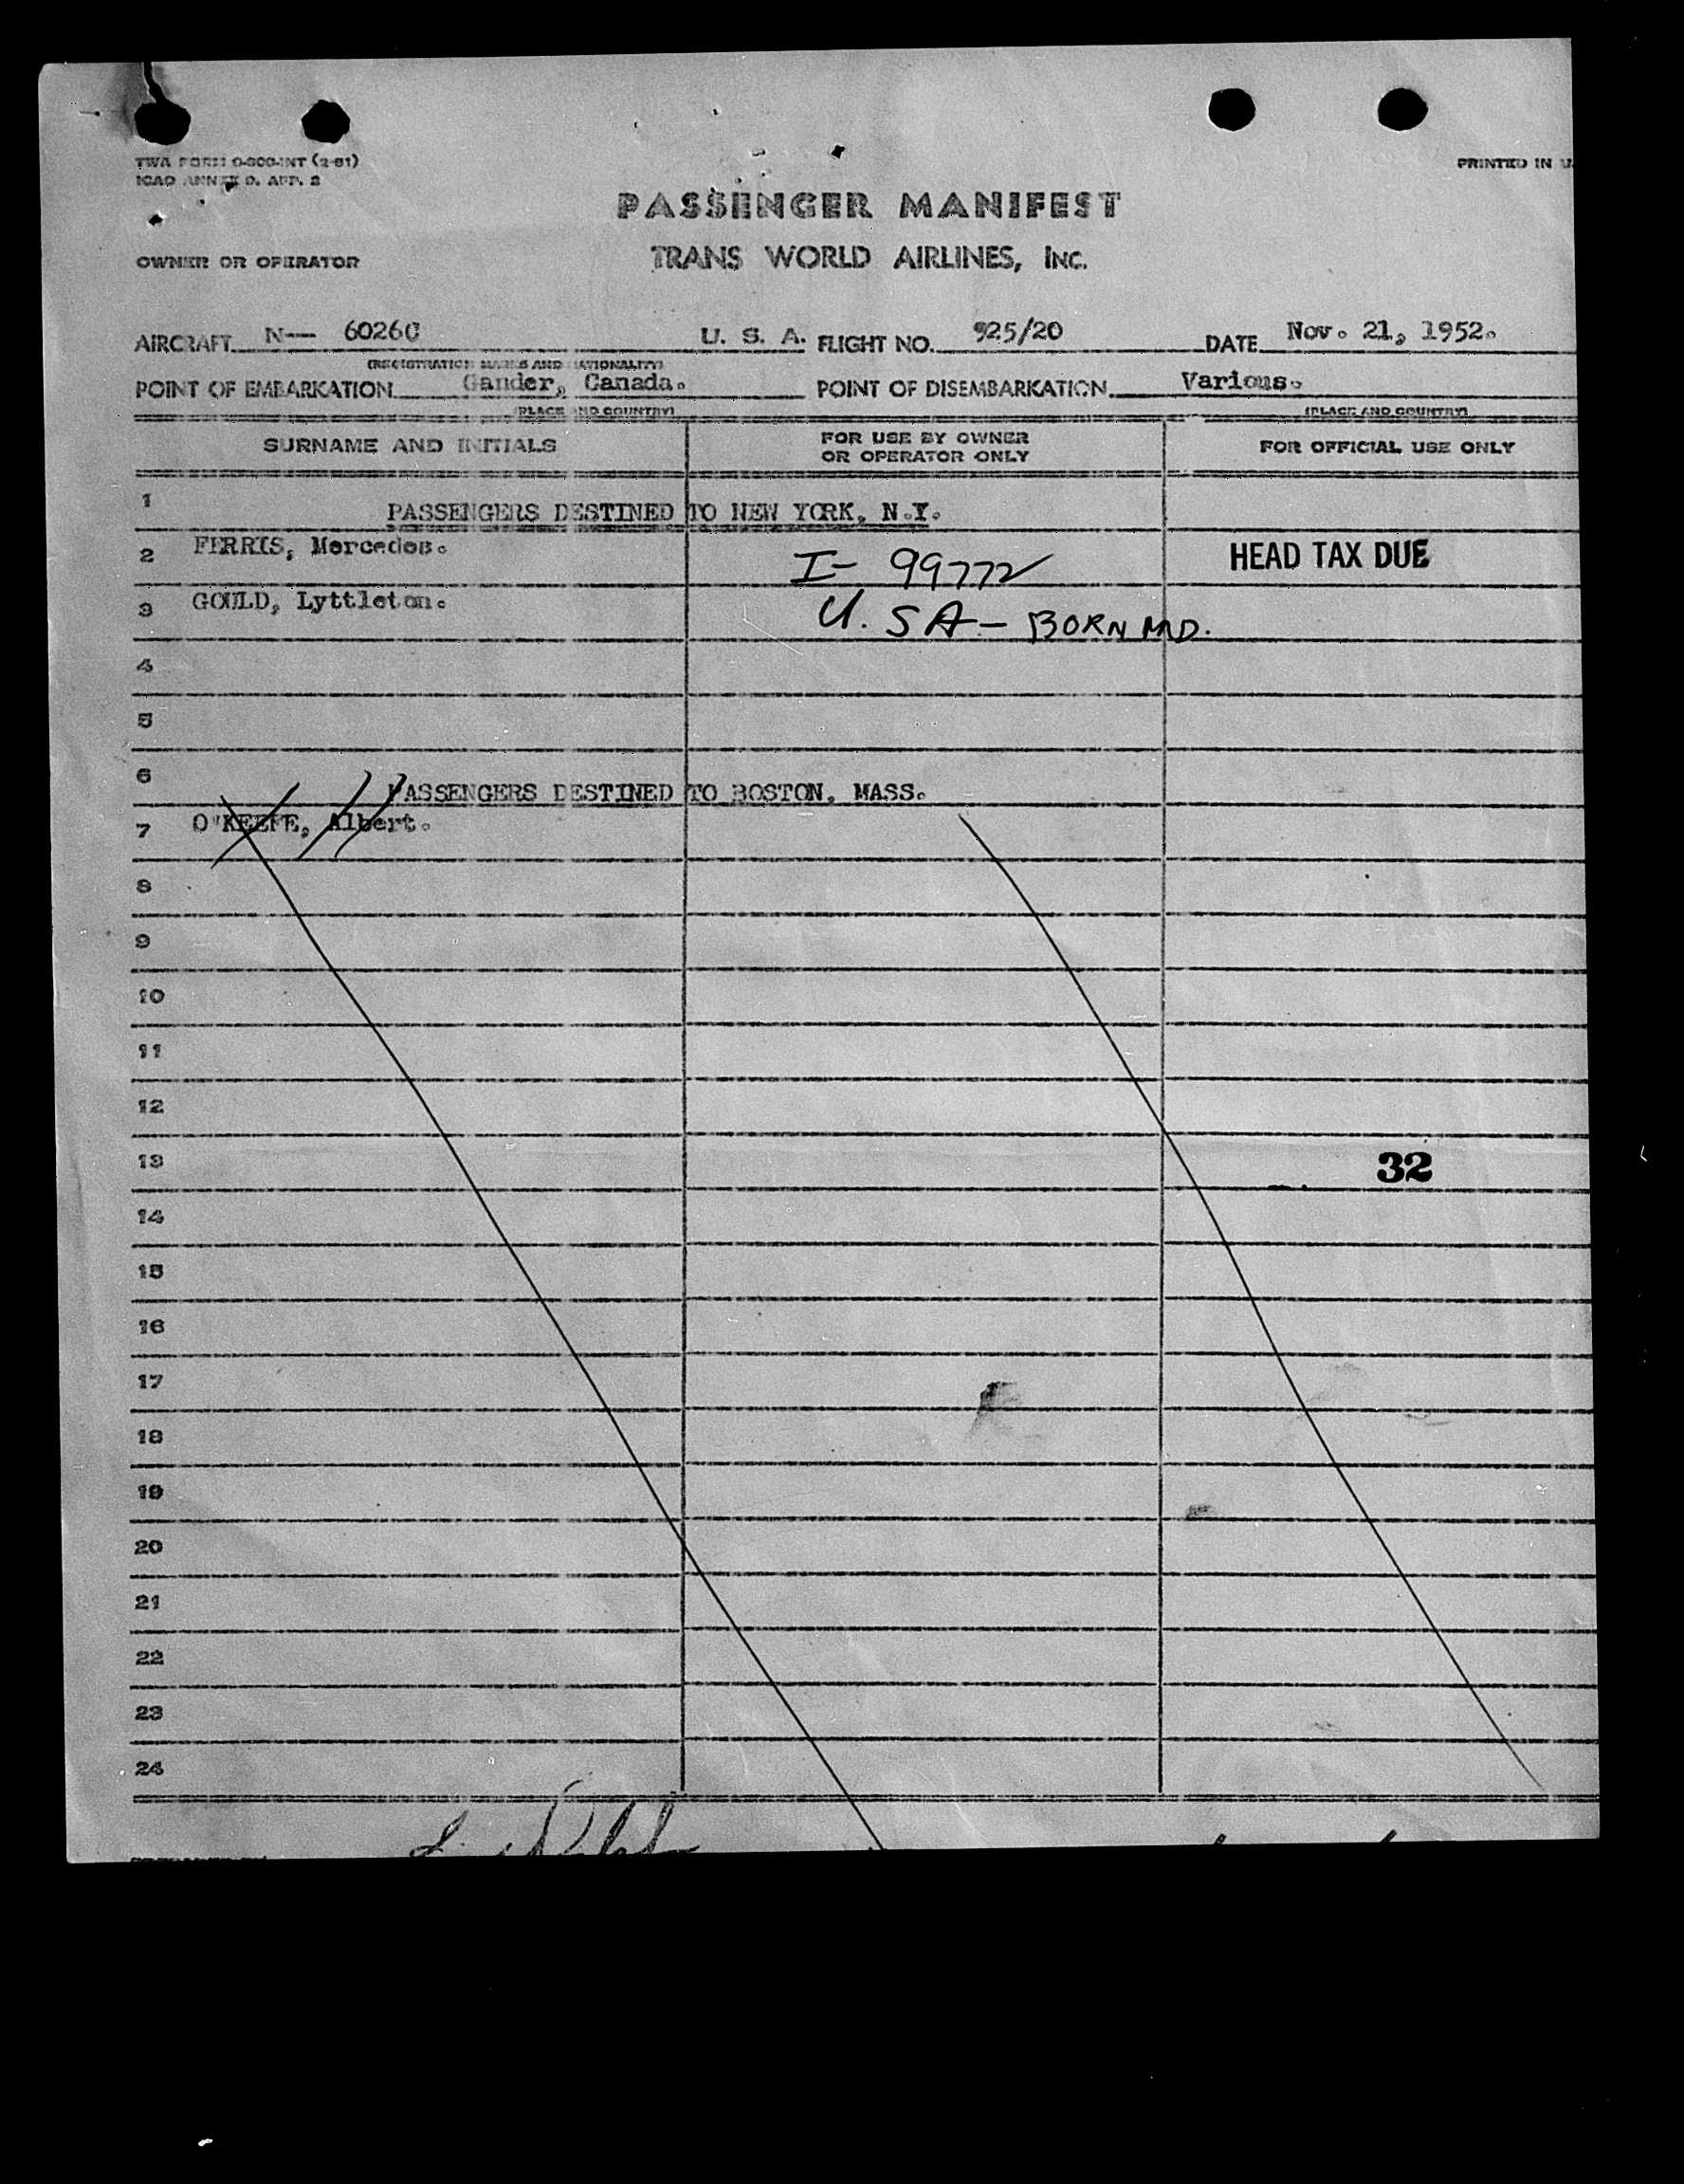 TWA FORM O-800-INT (2-51)
PRINTED IN U.
ICAO ANNEX 9, APP. 2
PASSENGER MANIFEST
OWNER OR OPERATOR
TRANS WORLD AIRLINES, INC.
AIRCRAFT N— 6026C U. S. A. FLIGHT NO. 925/20 DATE Nov. 21, 1952.
(REGISTRATION MARKS AND NATIONALITY)
POINT OF EMBARKATION Gander, Canada. POINT OF DISEMBARKATION Various.
(PLACE AND COUNTRY) (PLACE AND COUNTRY)
SURNAME AND INITIALS FOR USE BY OWNER OR OPERATOR ONLY FOR OFFICIAL USE ONLY
1 PASSENGERS DESTINED TO NEW YORK, N.Y.
2 FERRIS, Mercedes. I- 99772 HEAD TAX DUE
3 GOULD, Lyttleton. U. S A - BORN MD.
4
5
6 PASSENGERS DESTINED TO BOSTON, MASS.
7 O'KEEFE, Albert.
8
9
10
11
12
13 32
14
15
16
17
18
19
20
21
22
23
24